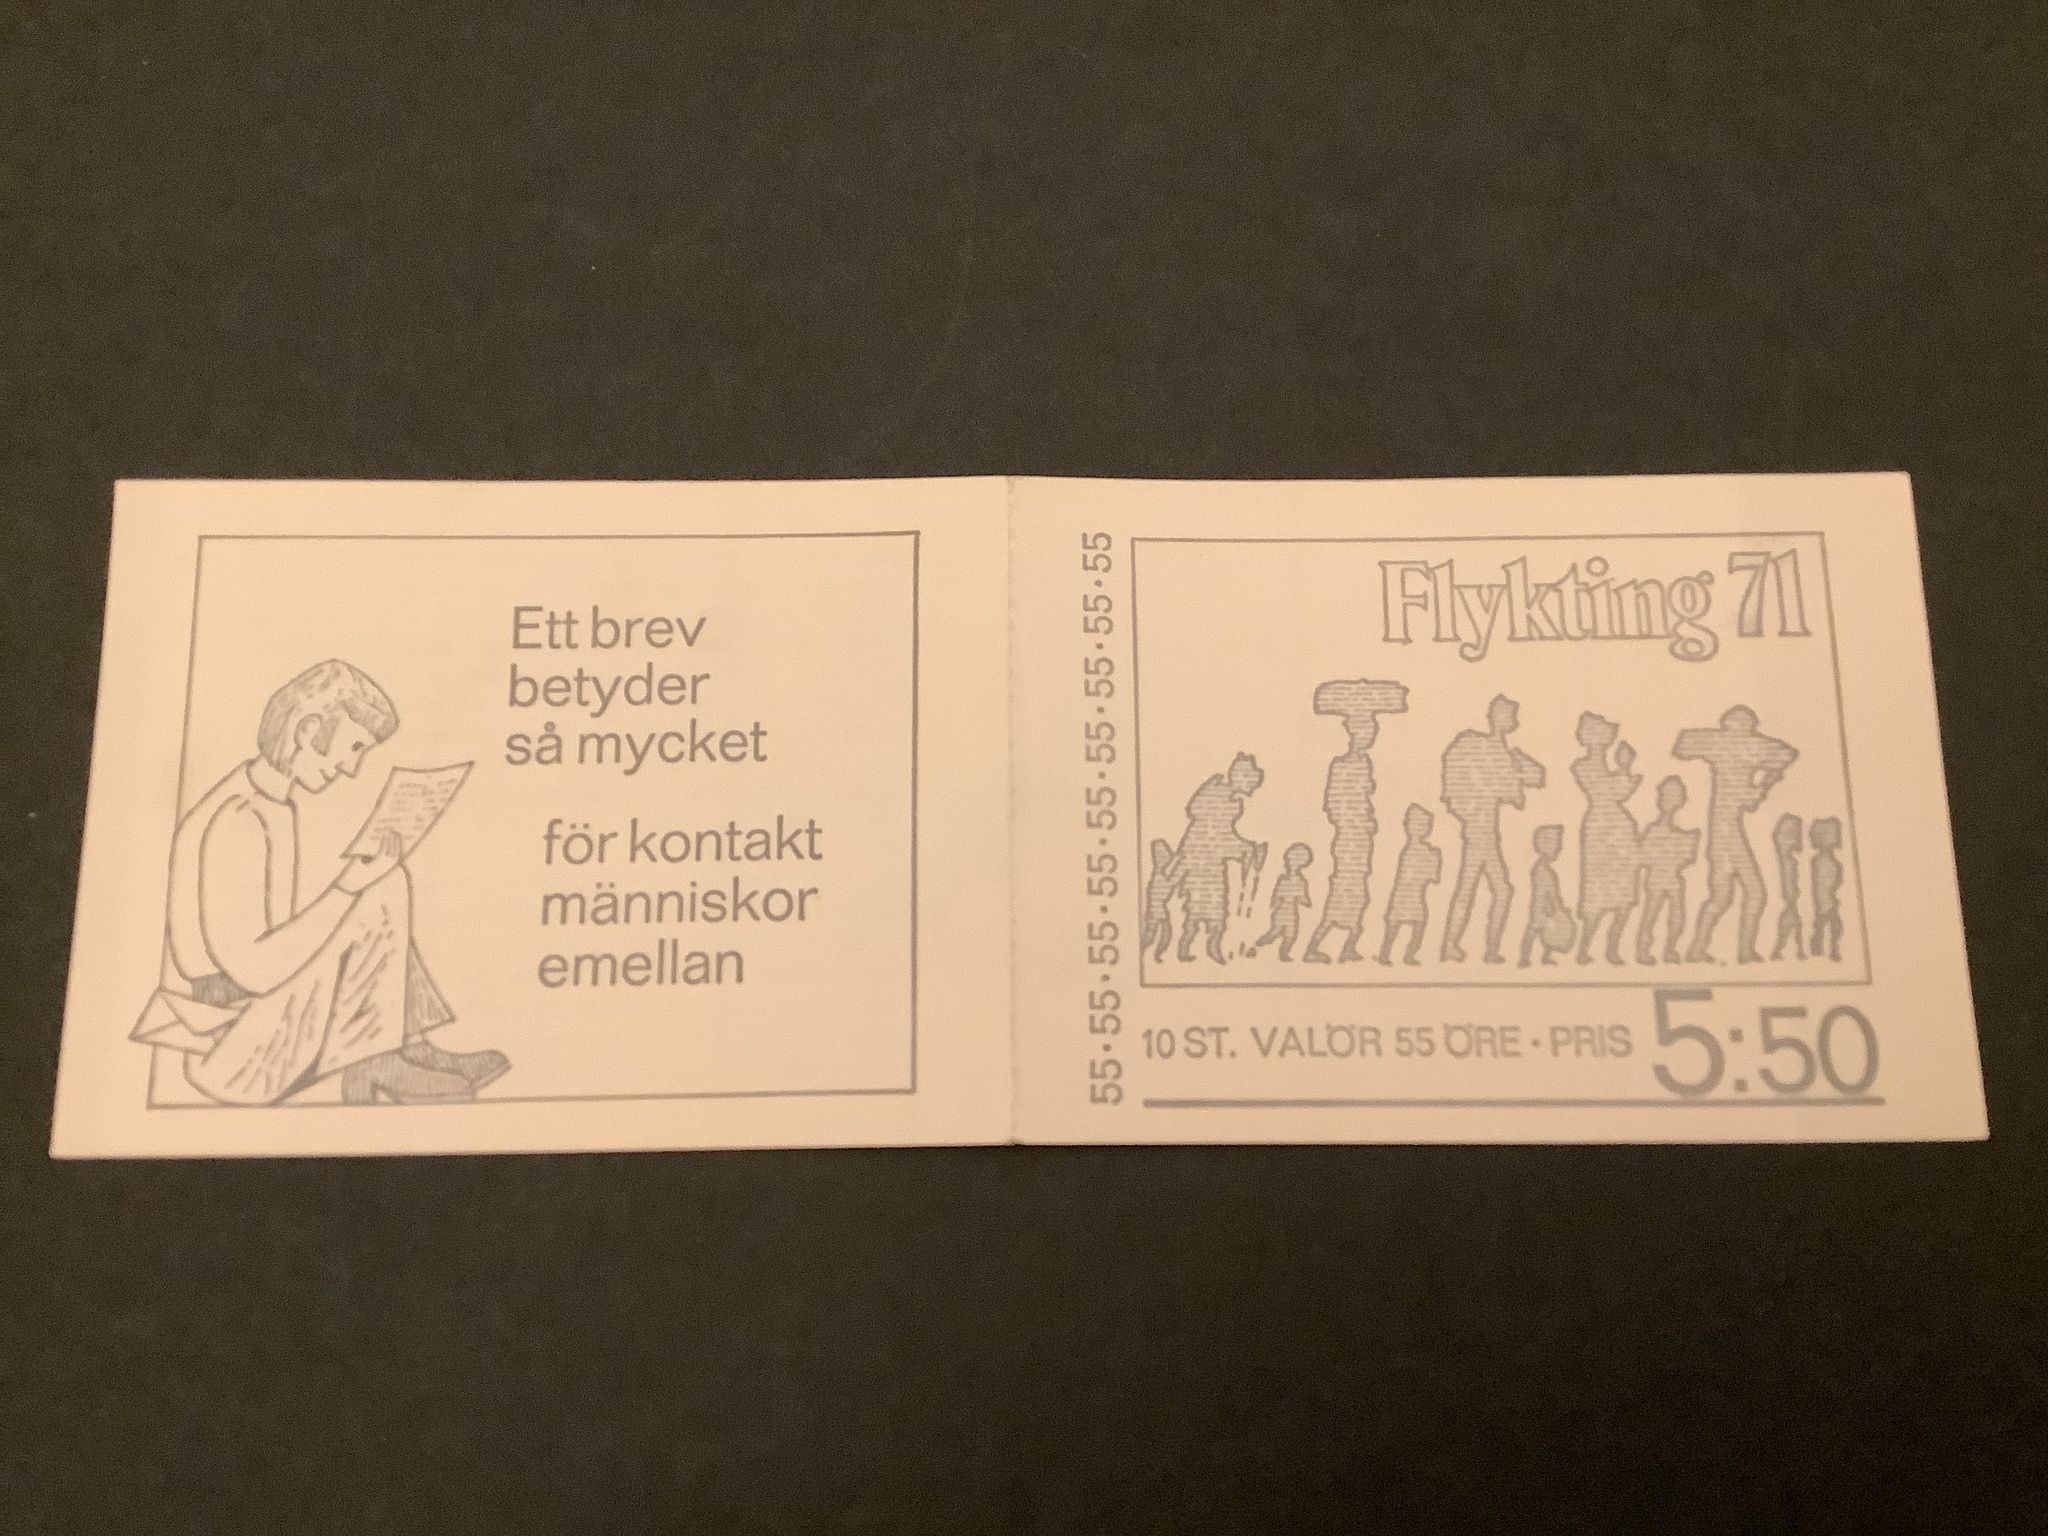 Ett brev
betyder
så mycket
för kontakt
människor
emellan
55·55·55·55·55·55·55·55·55
Flykting 71
10 ST. VALÖR 55 ÖRE · PRIS 5:50